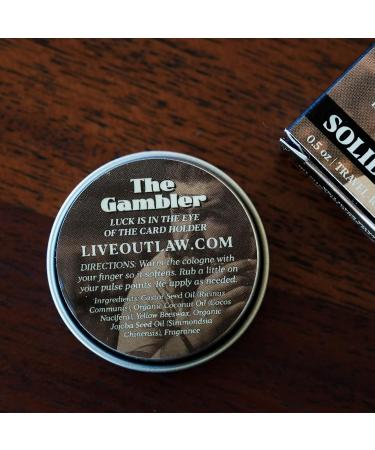 The
Gambler
LUCK IS IN THE EYE
OF THE CARD HOLDER
LIVEOUTLAW.COM
DIRECTIONS: Warm the cologne with
your finger so it softens. Rub a little on
your pulse points. Re apply as needed.
Ingredients: Castor Seed Oil (Ricinus
Communis), Organic Coconut Oil (Cocos
Nucifera), Yellow Beeswax, Organic
Jojoba Seed Oil (Simmondsia
Chinensis), Fragrance
SOLID
0.5 oz | TRAVEL